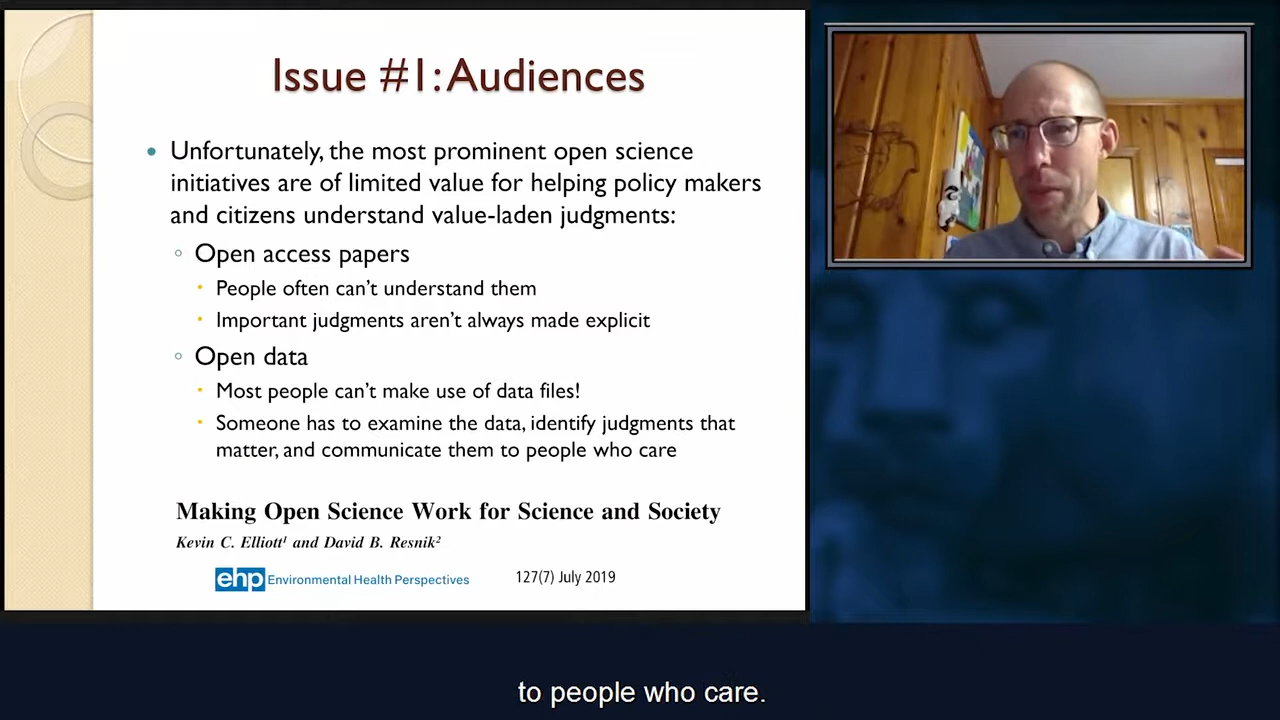 Issue #1: Audiences
Unfortunately, the most prominent open science
initiatives are of limited value for helping policy makers
and citizens understand value-laden judgments:
Open access papers
People often can't understand them
Important judgments aren't always made explicit
Open data
Most people can't make use of data files!
Someone has to examine the data, identify judgments that
matter, and communicate them to people who care
Making Open Science Work for Science and Society
Kevin C. Elliott¹ and David B. Resnik²
ehp Environmental Health Perspectives
127(7) July 2019
to people who care.